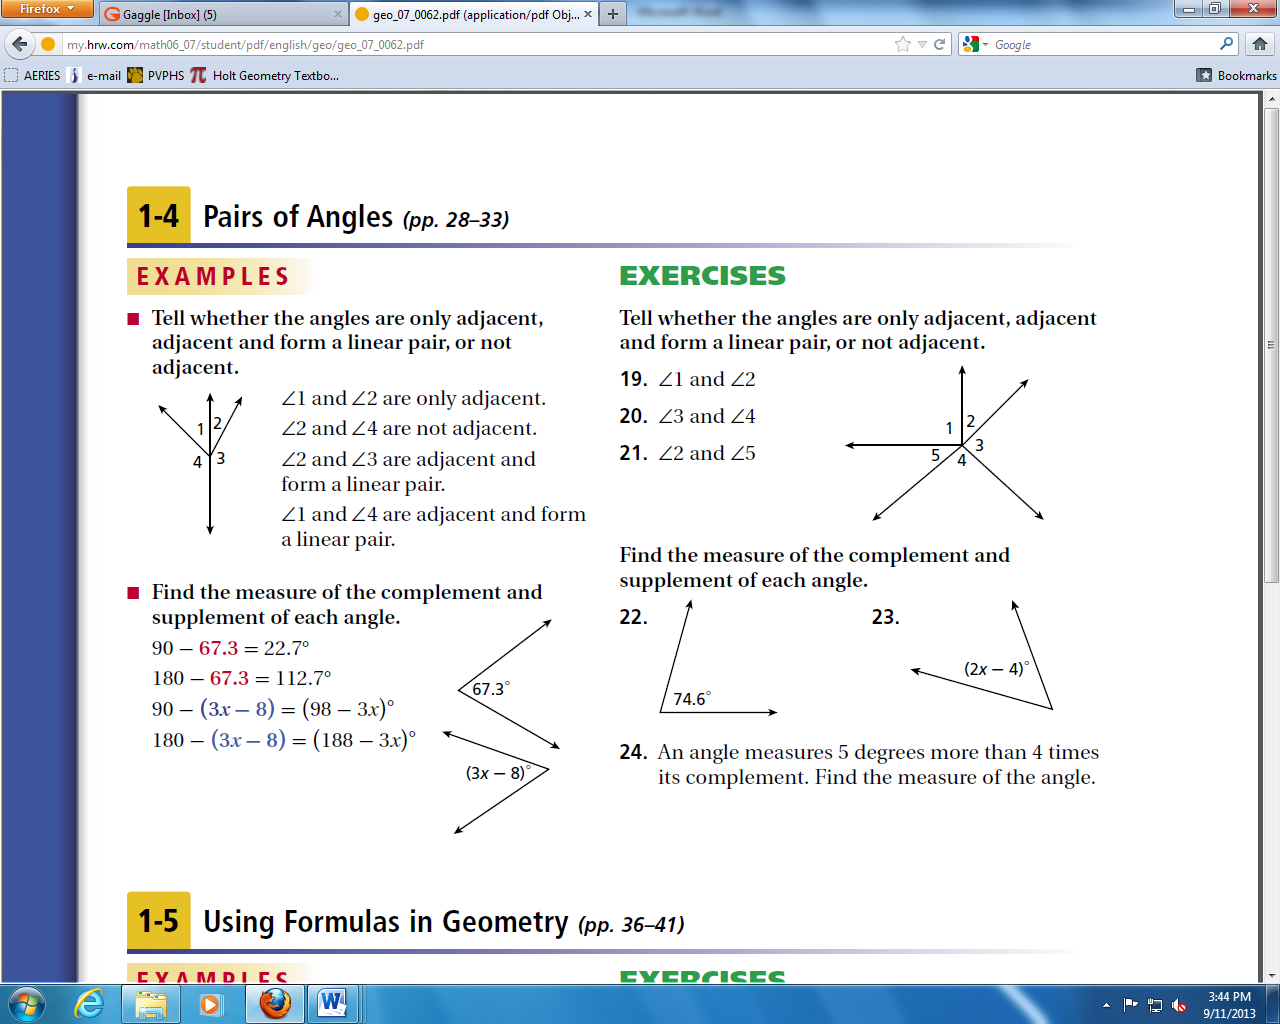 Firefox
Gaggle [Inbox] (5)
geo_07_0062.pdf (application/pdf Obj...
Microsoft Word
my.hrw.com/math06_07/student/pdf/english/geo/geo_07_0062.pdf
Google
AERIES
e-mail
PVPHS
Holt Geometry Textbo...
Bookmarks
1-4 Pairs of Angles (pp. 28–33)
EXAMPLES
Tell whether the angles are only adjacent,
adjacent and form a linear pair, or not
adjacent.
1 2
4 3
∠1 and ∠2 are only adjacent.
∠2 and ∠4 are not adjacent.
∠2 and ∠3 are adjacent and
form a linear pair.
∠1 and ∠4 are adjacent and form
a linear pair.
Find the measure of the complement and
supplement of each angle.
90 – 67.3 = 22.7°
180 – 67.3 = 112.7°
90 – (3x – 8) = (98 – 3x)°
180 – (3x – 8) = (188 – 3x)°
67.3°
(3x – 8)°
EXERCISES
Tell whether the angles are only adjacent, adjacent
and form a linear pair, or not adjacent.
19. ∠1 and ∠2
20. ∠3 and ∠4
21. ∠2 and ∠5
1 2
3
5 4
Find the measure of the complement and
supplement of each angle.
22.
74.6°
23.
(2x – 4)°
24. An angle measures 5 degrees more than 4 times
its complement. Find the measure of the angle.
1-5 Using Formulas in Geometry (pp. 36–41)
EXAMPLES
EXERCISES
3:44 PM
9/11/2013